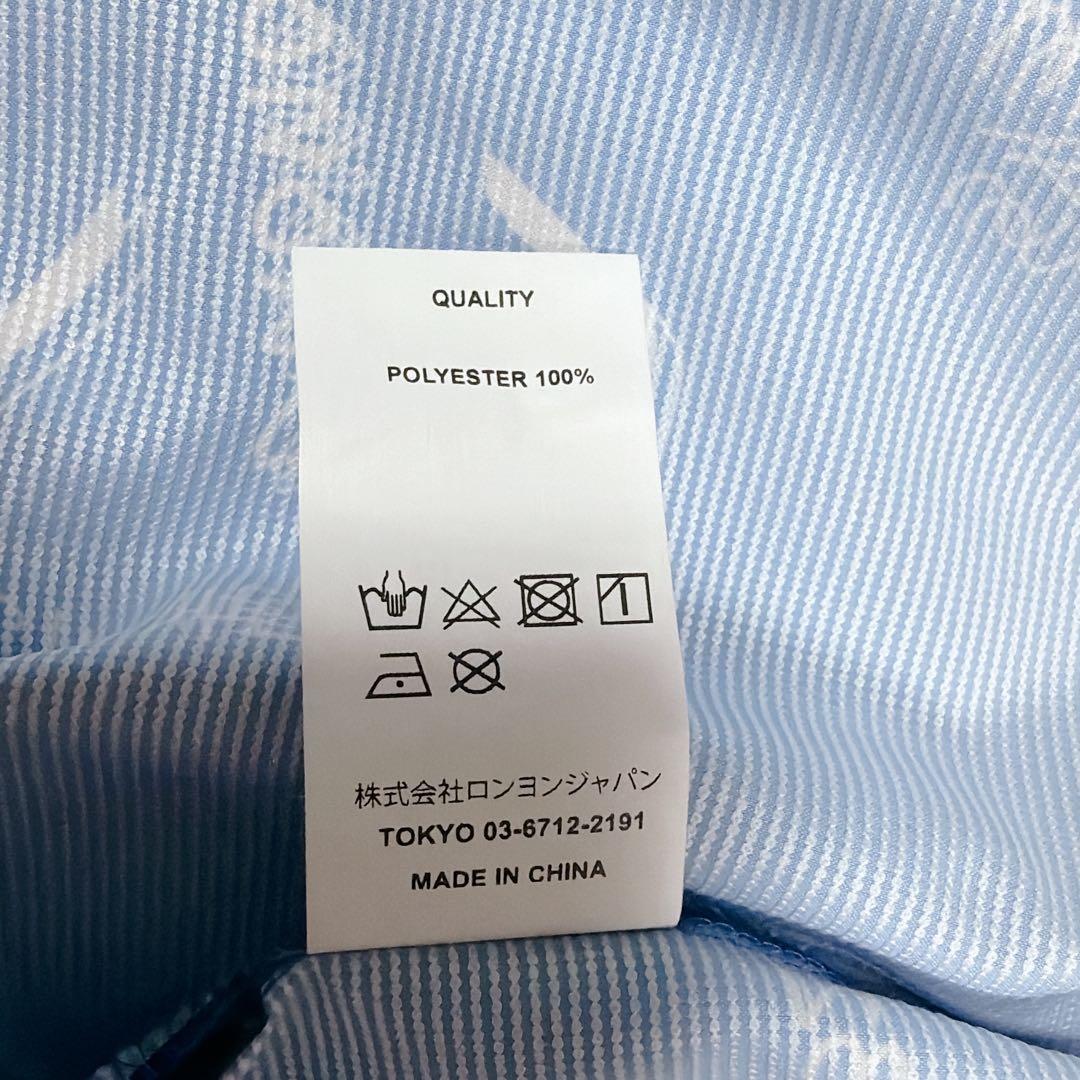 QUALITY
POLYESTER 100%
株式会社ロンヨンジャパン
TOKYO 03-6712-2191
MADE IN CHINA